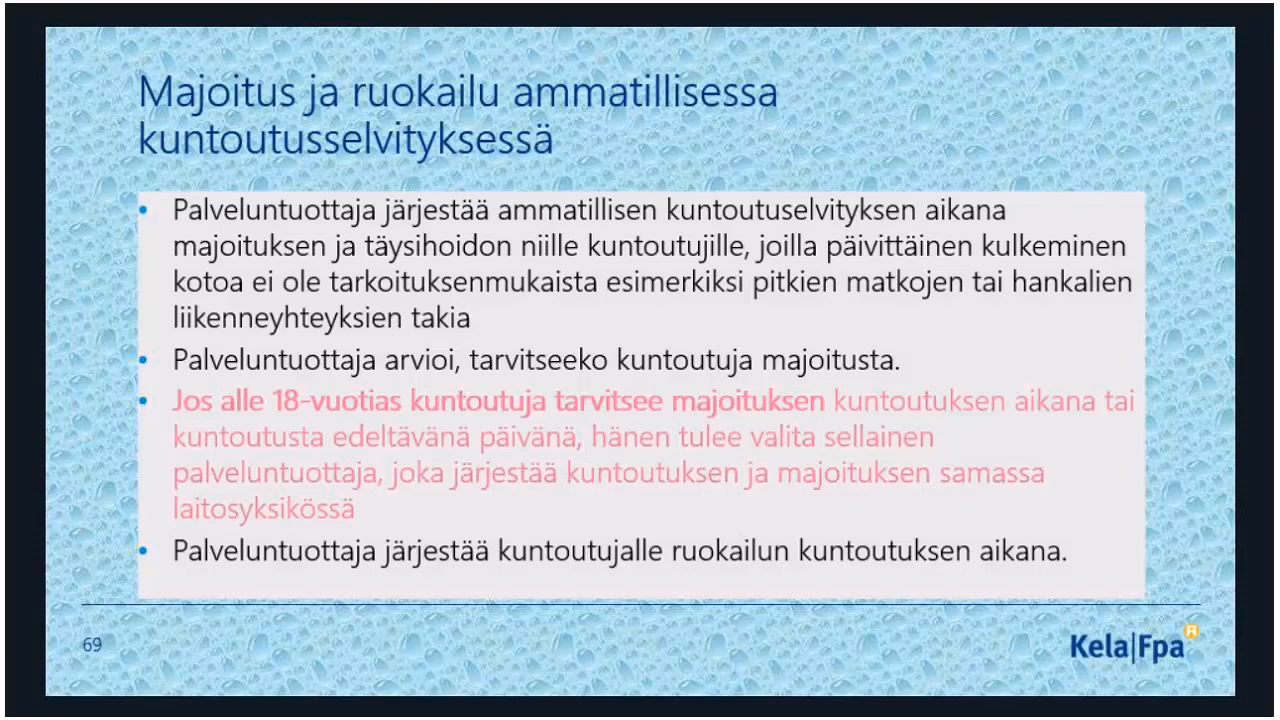 Majoitus ja ruokailu ammatillisessa
kuntoutusselvityksessä
• Palveluntuottaja järjestää ammatillisen kuntoutuselvityksen aikana
majoituksen ja täysihoidon niille kuntoutujille, joilla päivittäinen kulkeminen
kotoa ei ole tarkoituksenmukaista esimerkiksi pitkien matkojen tai hankalien
liikenneyhteyksien takia
• Palveluntuottaja arvioi, tarvitseeko kuntoutuja majoitusta.
• Jos alle 18-vuotias kuntoutuja tarvitsee majoituksen kuntoutuksen aikana tai
kuntoutusta edeltävänä päivänä, hänen tulee valita sellainen
palveluntuottaja, joka järjestää kuntoutuksen ja majoituksen samassa
laitosyksikössä
• Palveluntuottaja järjestää kuntoutujalle ruokailun kuntoutuksen aikana.
69
Kela|Fpa